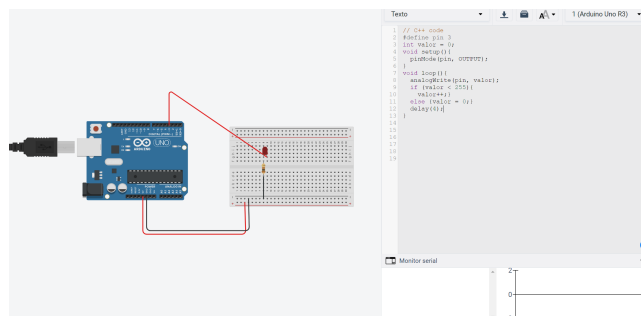 Texto
1 (Arduino Uno R3)
1 // C++ code
2 #define pin 3
3 int valor = 0;
4 void setup(){
5 pinMode(pin, OUTPUT);
6 }
7 void loop(){
8 analogWrite(pin, valor);
9 if (valor < 255){
10 valor++;}
11 else {valor = 0;}
12 delay(4);
13 }
14
15
16
17
18
19
UNO
ARDUINO
Monitor serial
2
0